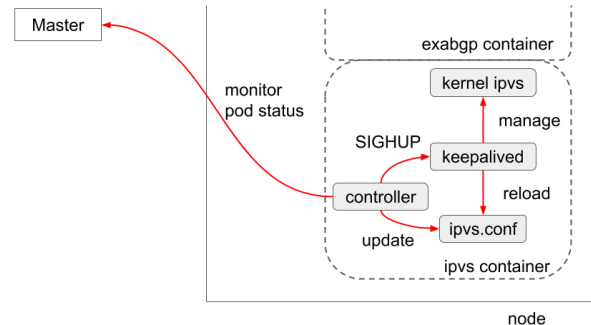 Master
exabgp container
kernel ipvs
monitor
pod status
manage
SIGHUP
keepalived
controller
reload
update
ipvs.conf
ipvs container
node